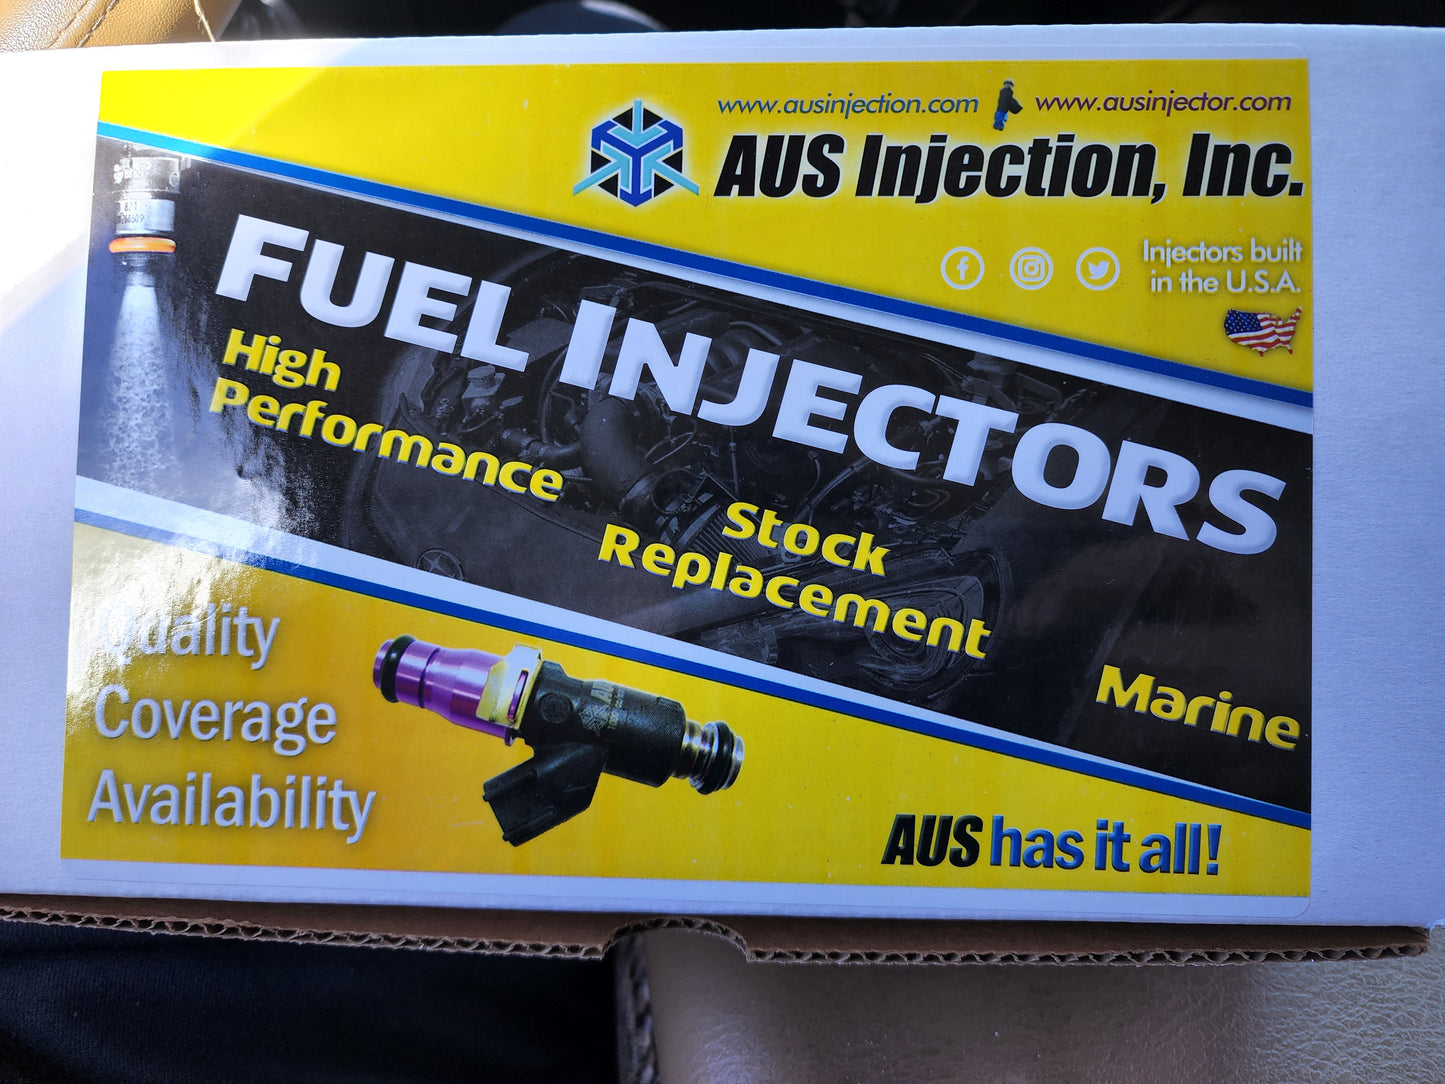 www.ausinjection.com www.ausinjector.com
AUS Injection, Inc.
Injectors built
in the U.S.A.
FUEL INJECTORS
High
Performance
Stock
Replacement
Marine
Quality
Coverage
Availability
AUS has it all!